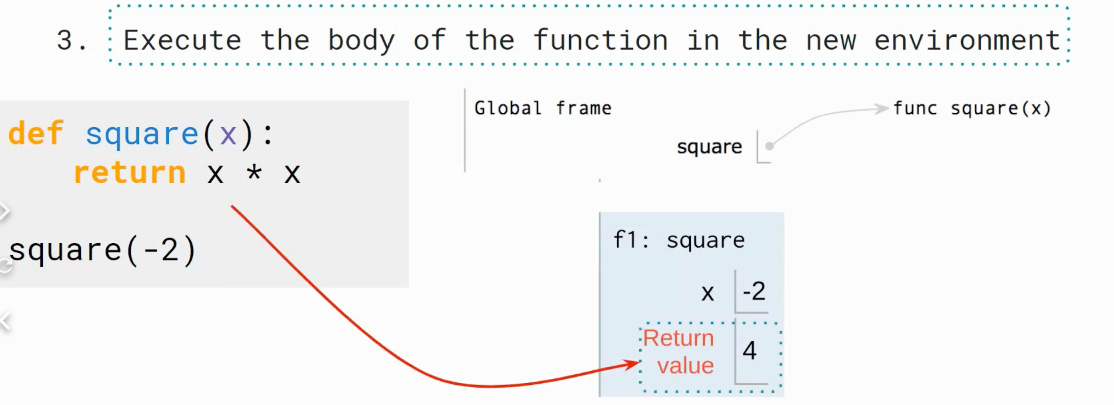 3. Execute the body of the function in the new environment
def square(x):
    return x * x
square(-2)
Global frame
func square(x)
square
f1: square
x -2
Return
value
4